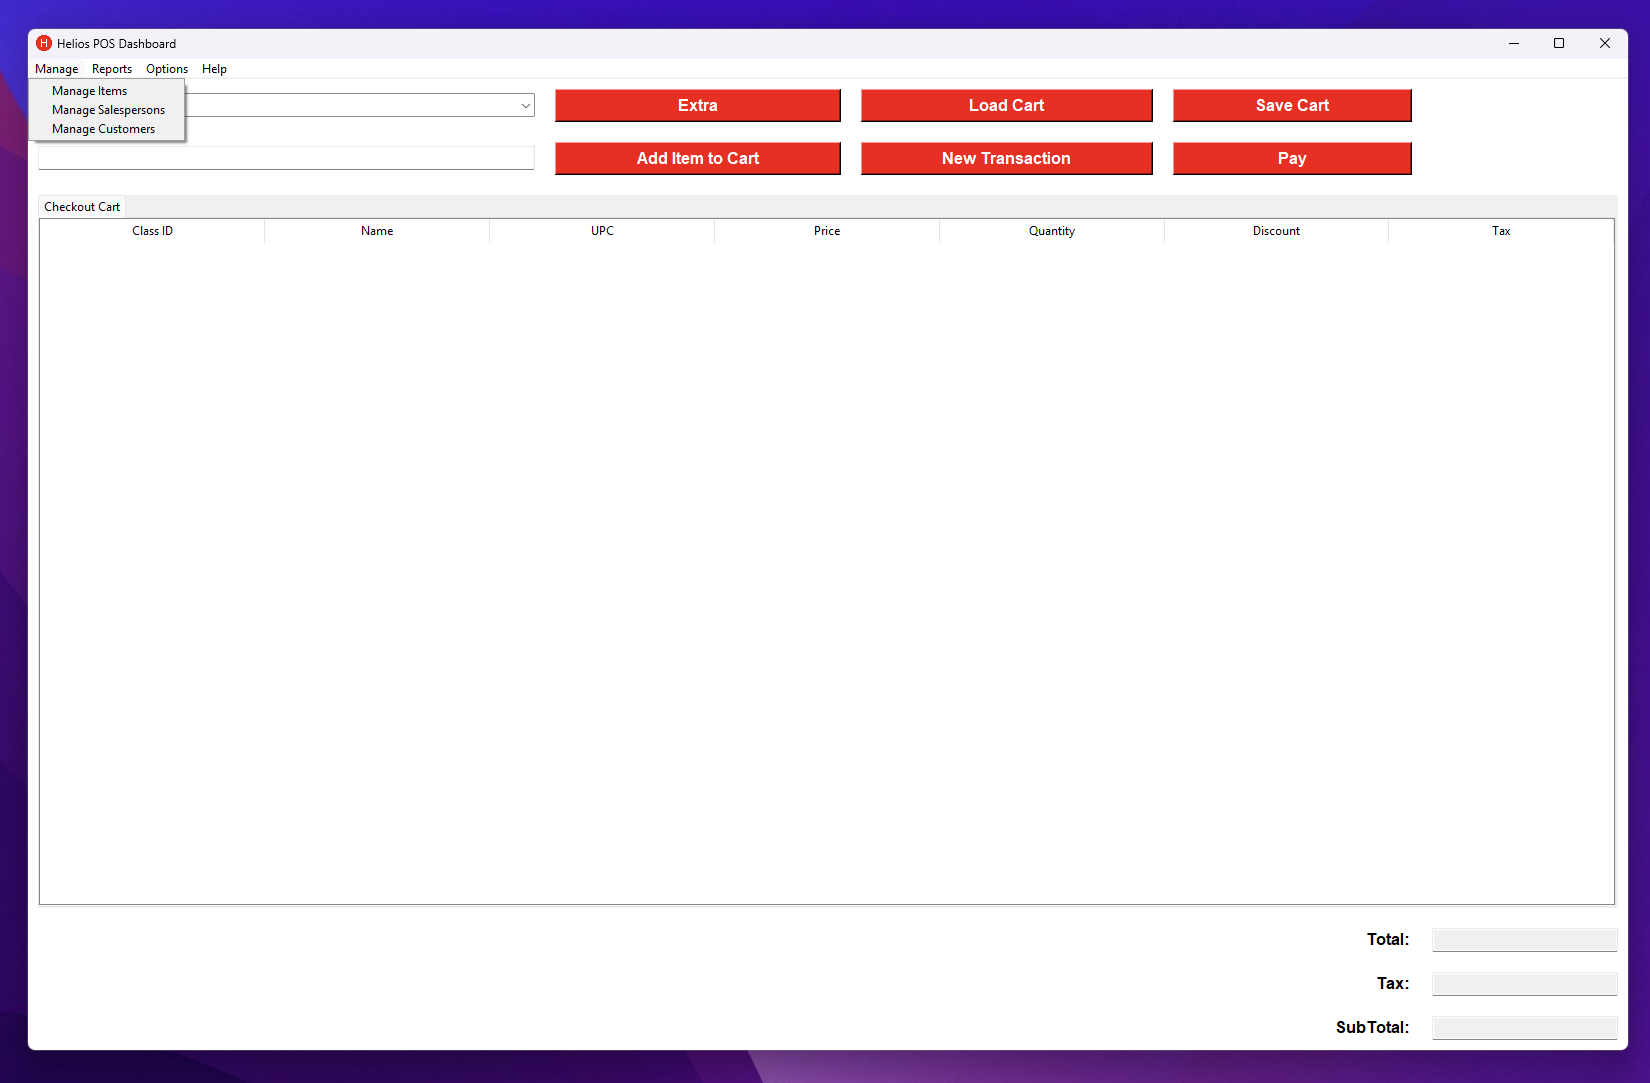 H Helios POS Dashboard
Manage Reports Options Help
Manage Items
Manage Salespersons
Manage Customers
Extra Load Cart Save Cart
Add Item to Cart New Transaction Pay
Checkout Cart
Class ID Name UPC Price Quantity Discount Tax
Total:
Tax:
SubTotal: